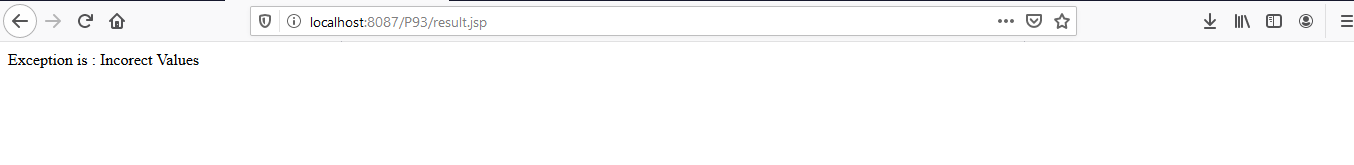 localhost:8087/P93/result.jsp
Exception is : Incorect Values